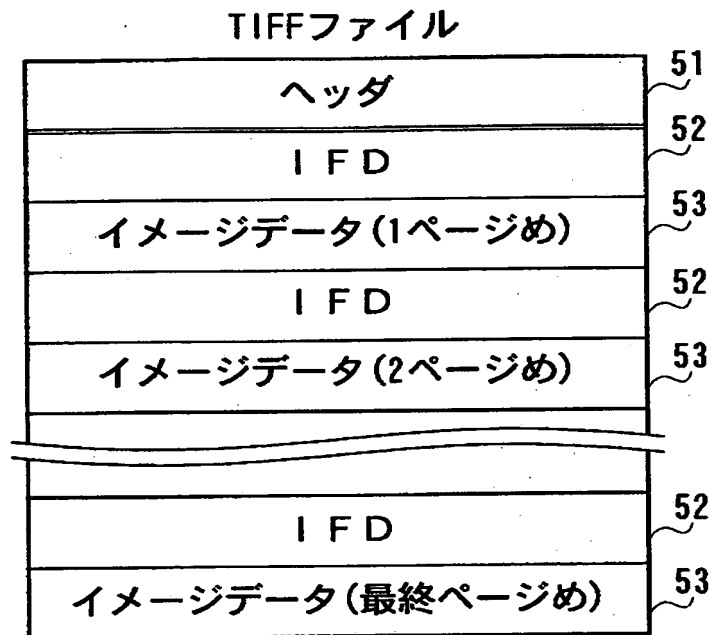 TIFFファイル
ヘッダ 51
IFD 52
イメージデータ(1ページめ) 53
IFD 52
イメージデータ(2ページめ) 53
IFD 52
イメージデータ(最終ページめ) 53